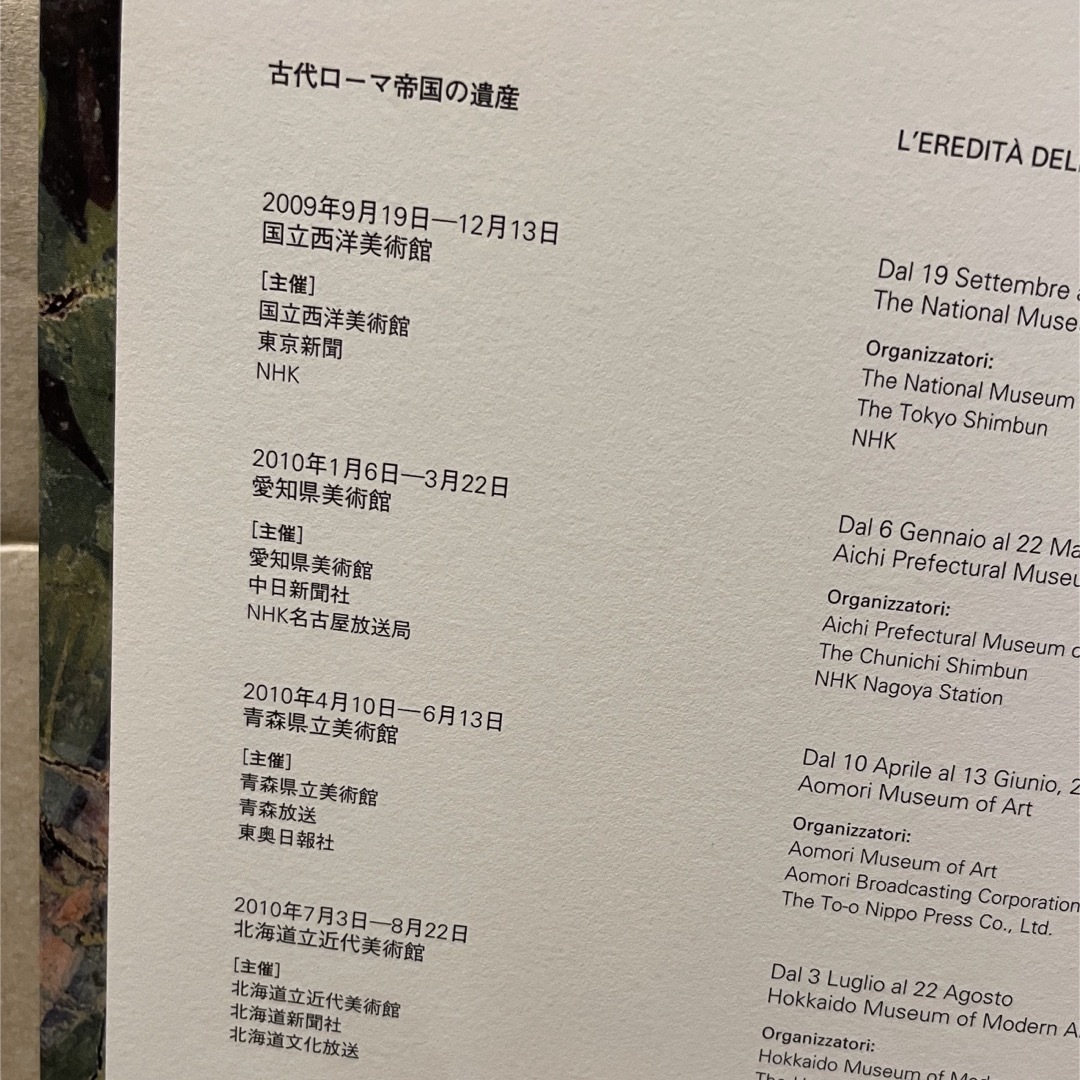 古代ローマ帝国の遺産
2009年9月19日—12月13日
国立西洋美術館
[主催]
国立西洋美術館
東京新聞
NHK
2010年1月6日—3月22日
愛知県美術館
[主催]
愛知県美術館
中日新聞社
NHK名古屋放送局
2010年4月10日—6月13日
青森県立美術館
[主催]
青森県立美術館
青森放送
東奥日報社
2010年7月3日—8月22日
北海道立近代美術館
[主催]
北海道立近代美術館
北海道新聞社
北海道文化放送
L'EREDITÀ
Dal 19 Settembre
The National
Organizzatori:
The National Museum
The Tokyo Shimbun
NHK
Dal 6 Gennaio al 22
Aichi Prefectural
Organizzatori:
Aichi Prefectural Museum
The Chunichi Shimbun
NHK Nagoya Station
Dal 10 Aprile al 13 Giunio,
Aomori Museum of Art
Organizzatori:
Aomori Museum of Art
Aomori Broadcasting Corporation
The To-o Nippo Press Co., Ltd.
Dal 3 Luglio al 22 Agosto
Hokkaido Museum of Modern
Organizzatori:
Hokkaido Museum of